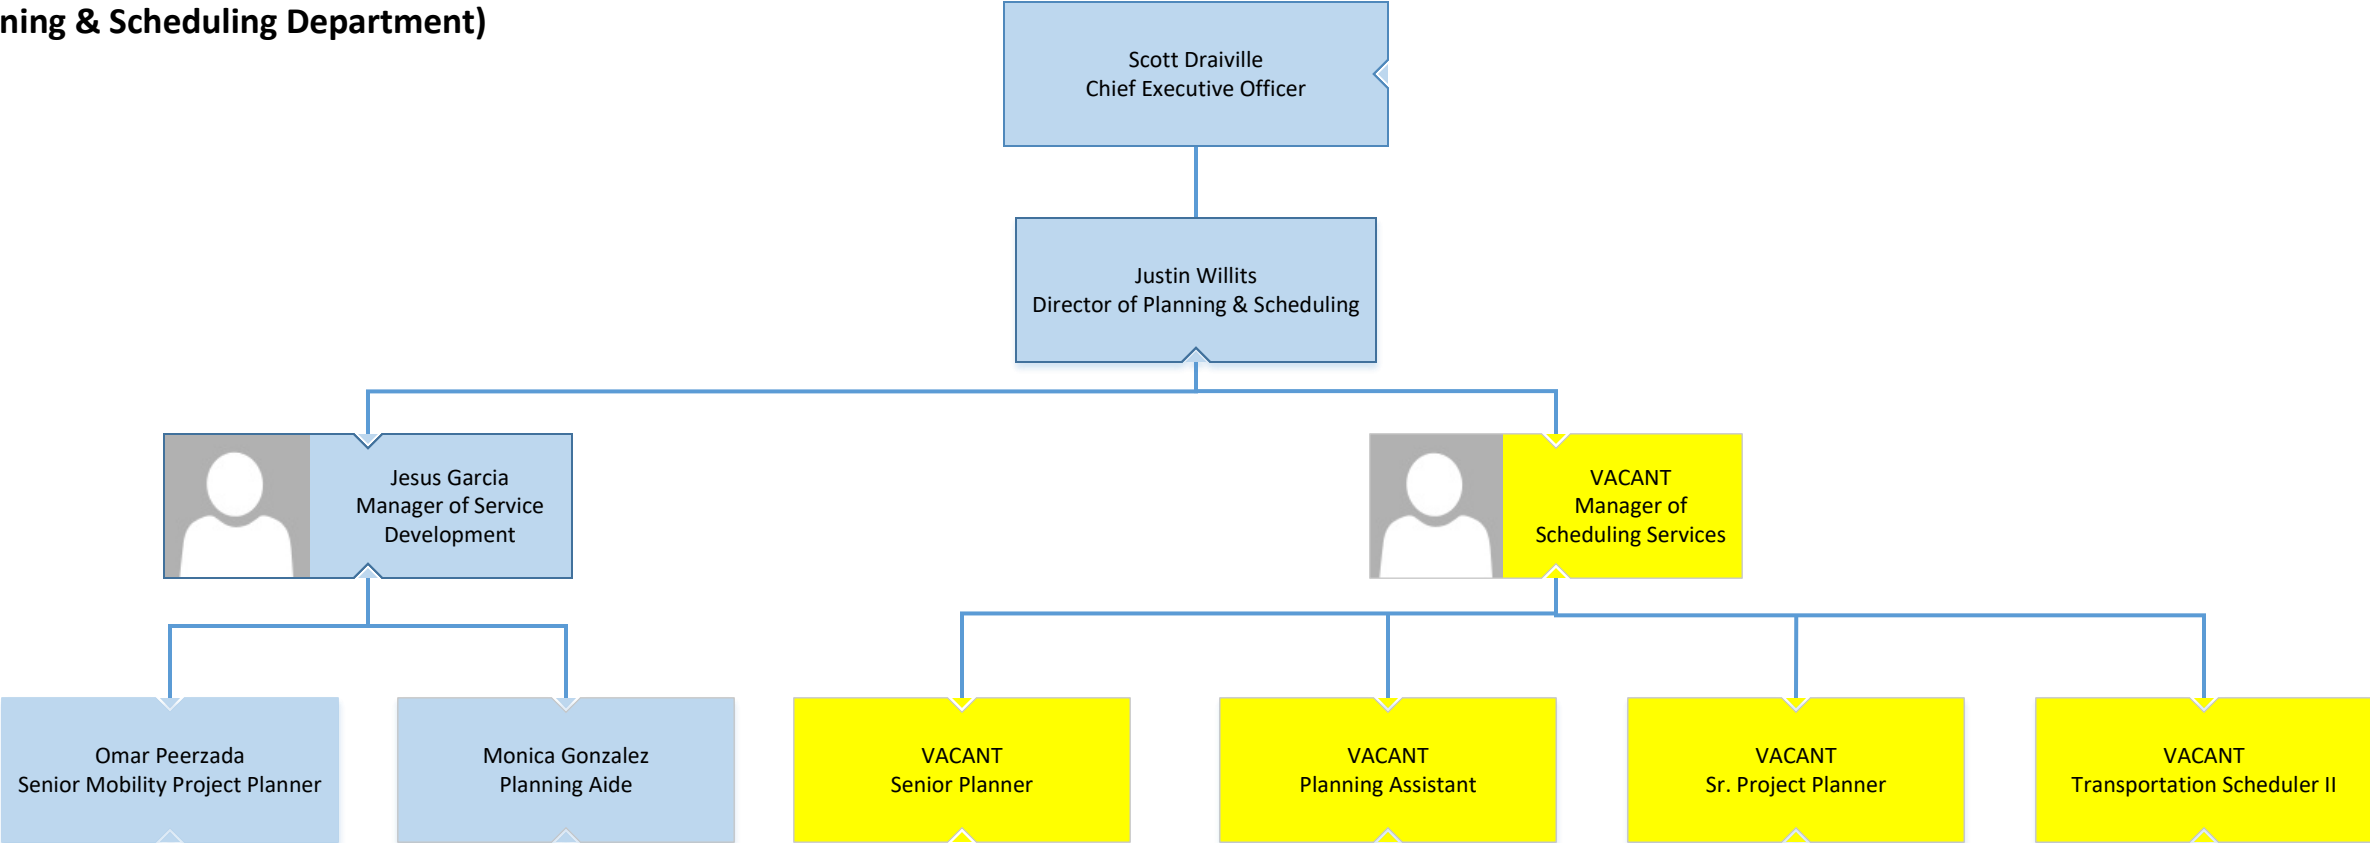 ning & Scheduling Department)
Scott Draiville
Chief Executive Officer
Justin Willits
Director of Planning & Scheduling
Jesus Garcia
Manager of Service
Development
VACANT
Manager of
Scheduling Services
Omar Peerzada
Senior Mobility Project Planner
Monica Gonzalez
Planning Aide
VACANT
Senior Planner
VACANT
Planning Assistant
VACANT
Sr. Project Planner
VACANT
Transportation Scheduler II